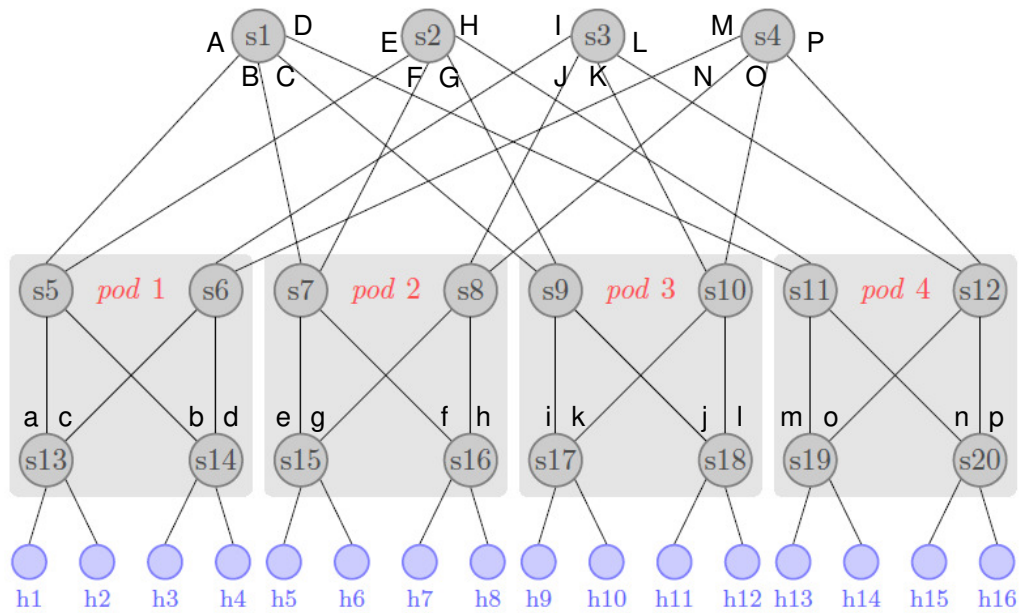 A s1 D E s2 H I s3 L M s4 P
B C F G J K N O
s5 pod 1 s6 s7 pod 2 s8 s9 pod 3 s10 s11 pod 4 s12
a c b d e g f h i k j l m o n p
s13 s14 s15 s16 s17 s18 s19 s20
h1 h2 h3 h4 h5 h6 h7 h8 h9 h10 h11 h12 h13 h14 h15 h16